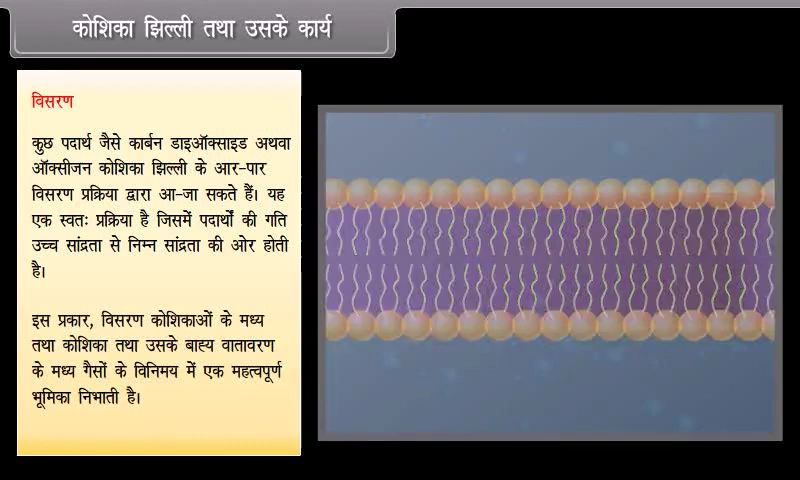 कोशिका झिल्ली तथा उसके कार्य
विसरण
कुछ पदार्थ जैसे कार्बन डाइऑक्साइड अथवा
ऑक्सीजन कोशिका झिल्ली के आर-पार
विसरण प्रक्रिया द्वारा आ-जा सकते हैं। यह
एक स्वतः प्रक्रिया है जिसमें पदार्थों की गति
उच्च सांद्रता से निम्न सांद्रता की ओर होती
है।
इस प्रकार, विसरण कोशिकाओं के मध्य
तथा कोशिका तथा उसके बाह्य वातावरण
के मध्य गैसों के विनिमय में एक महत्वपूर्ण
भूमिका निभाती है।